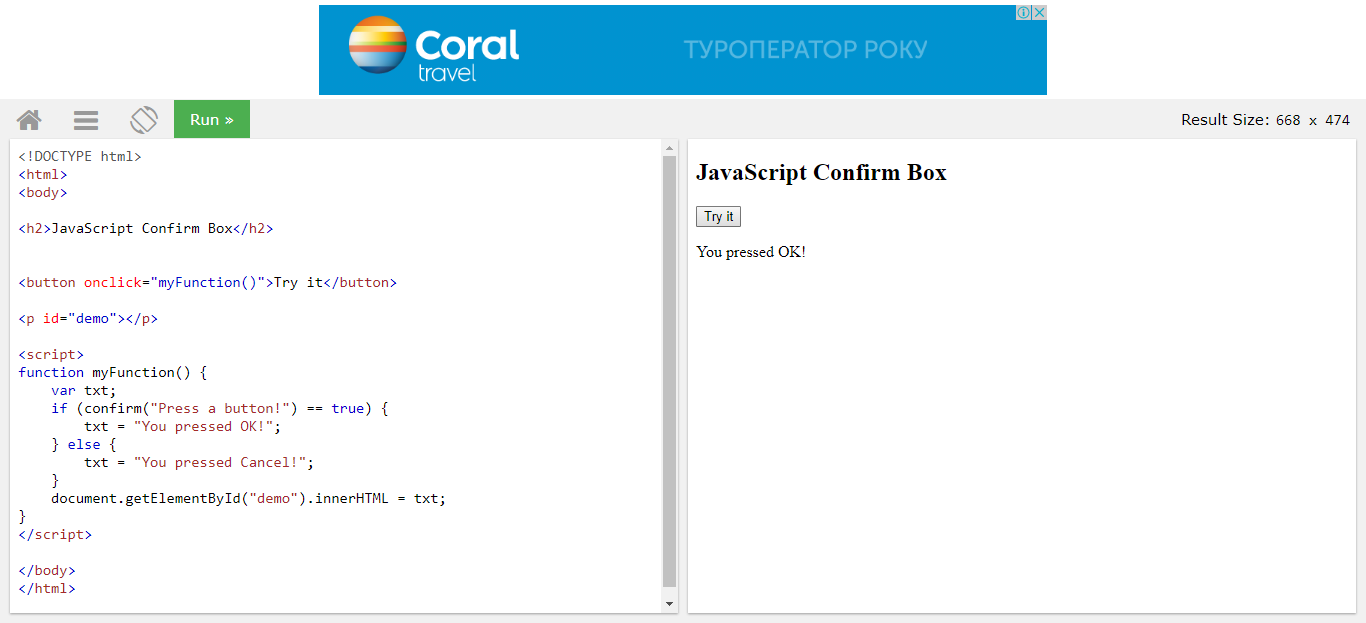 Coral
travel
ТУРОПЕРАТОР РОКУ
Run »
Result Size: 668 x 474
<!DOCTYPE html>
<html>
<body>
<h2>JavaScript Confirm Box</h2>
<button onclick="myFunction()">Try it</button>
<p id="demo"></p>
<script>
function myFunction() {
    var txt;
    if (confirm("Press a button!") == true) {
        txt = "You pressed OK!";
    } else {
        txt = "You pressed Cancel!";
    }
    document.getElementById("demo").innerHTML = txt;
}
</script>
</body>
</html>
JavaScript Confirm Box
Try it
You pressed OK!